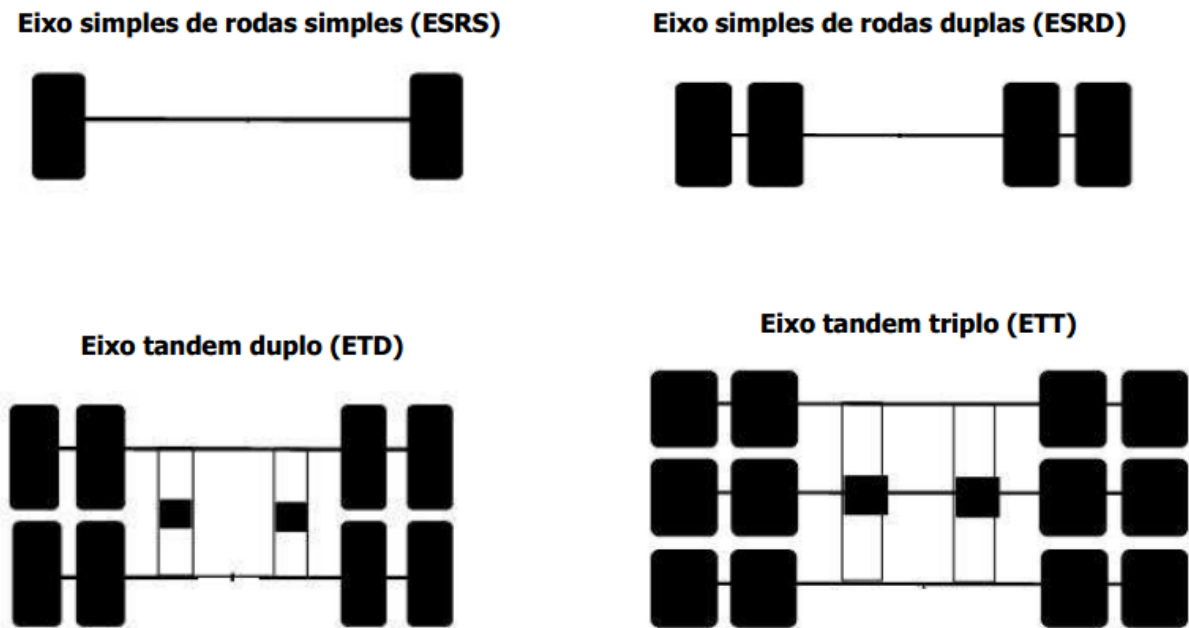 Eixo simples de rodas simples (ESRS)
Eixo simples de rodas duplas (ESRD)
Eixo tandem duplo (ETD)
Eixo tandem triplo (ETT)